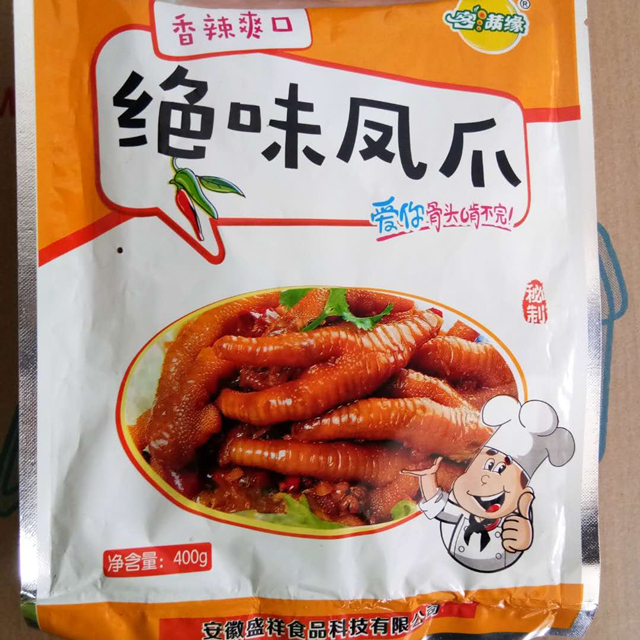 香辣爽口
®
绝味凤爪
爱你骨头啃不完!
秘制
净含量: 400g
安徽盛祥食品科技有限公司